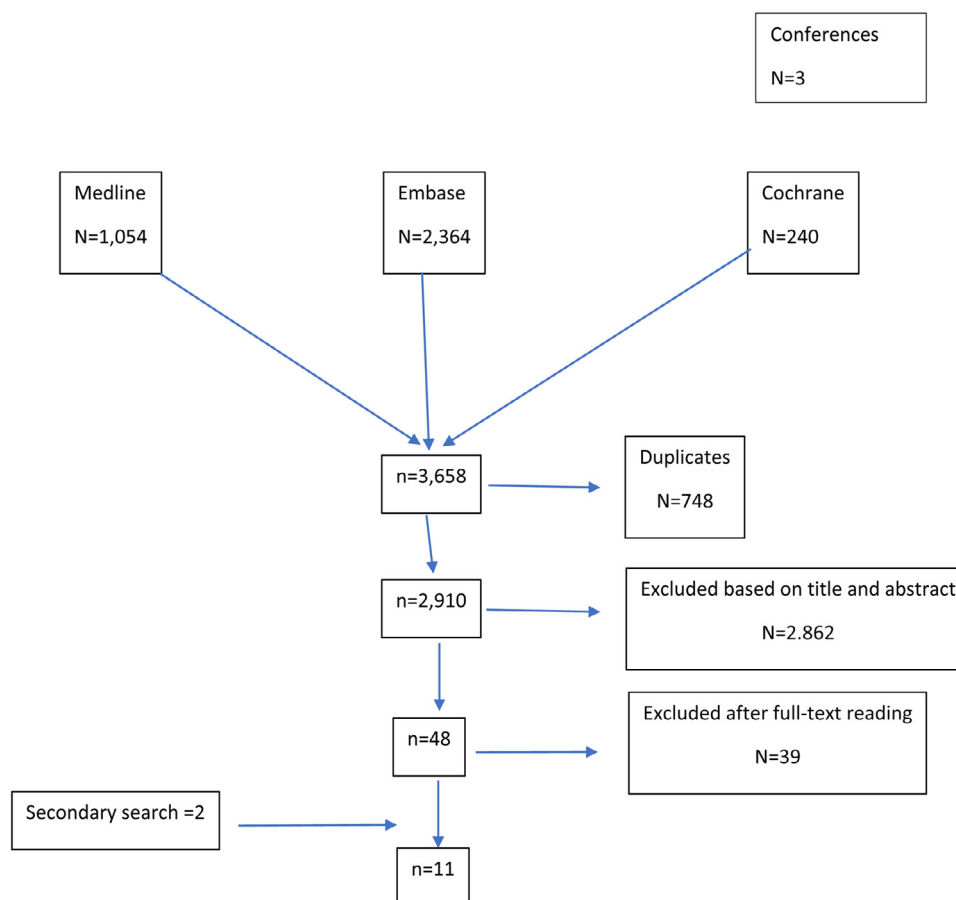 Conferences
N=3
Medline
N=1,054
Embase
N=2,364
Cochrane
N=240
n=3,658
Duplicates
N=748
n=2,910
Excluded based on title and abstract
N=2.862
n=48
Excluded after full-text reading
N=39
Secondary search =2
n=11